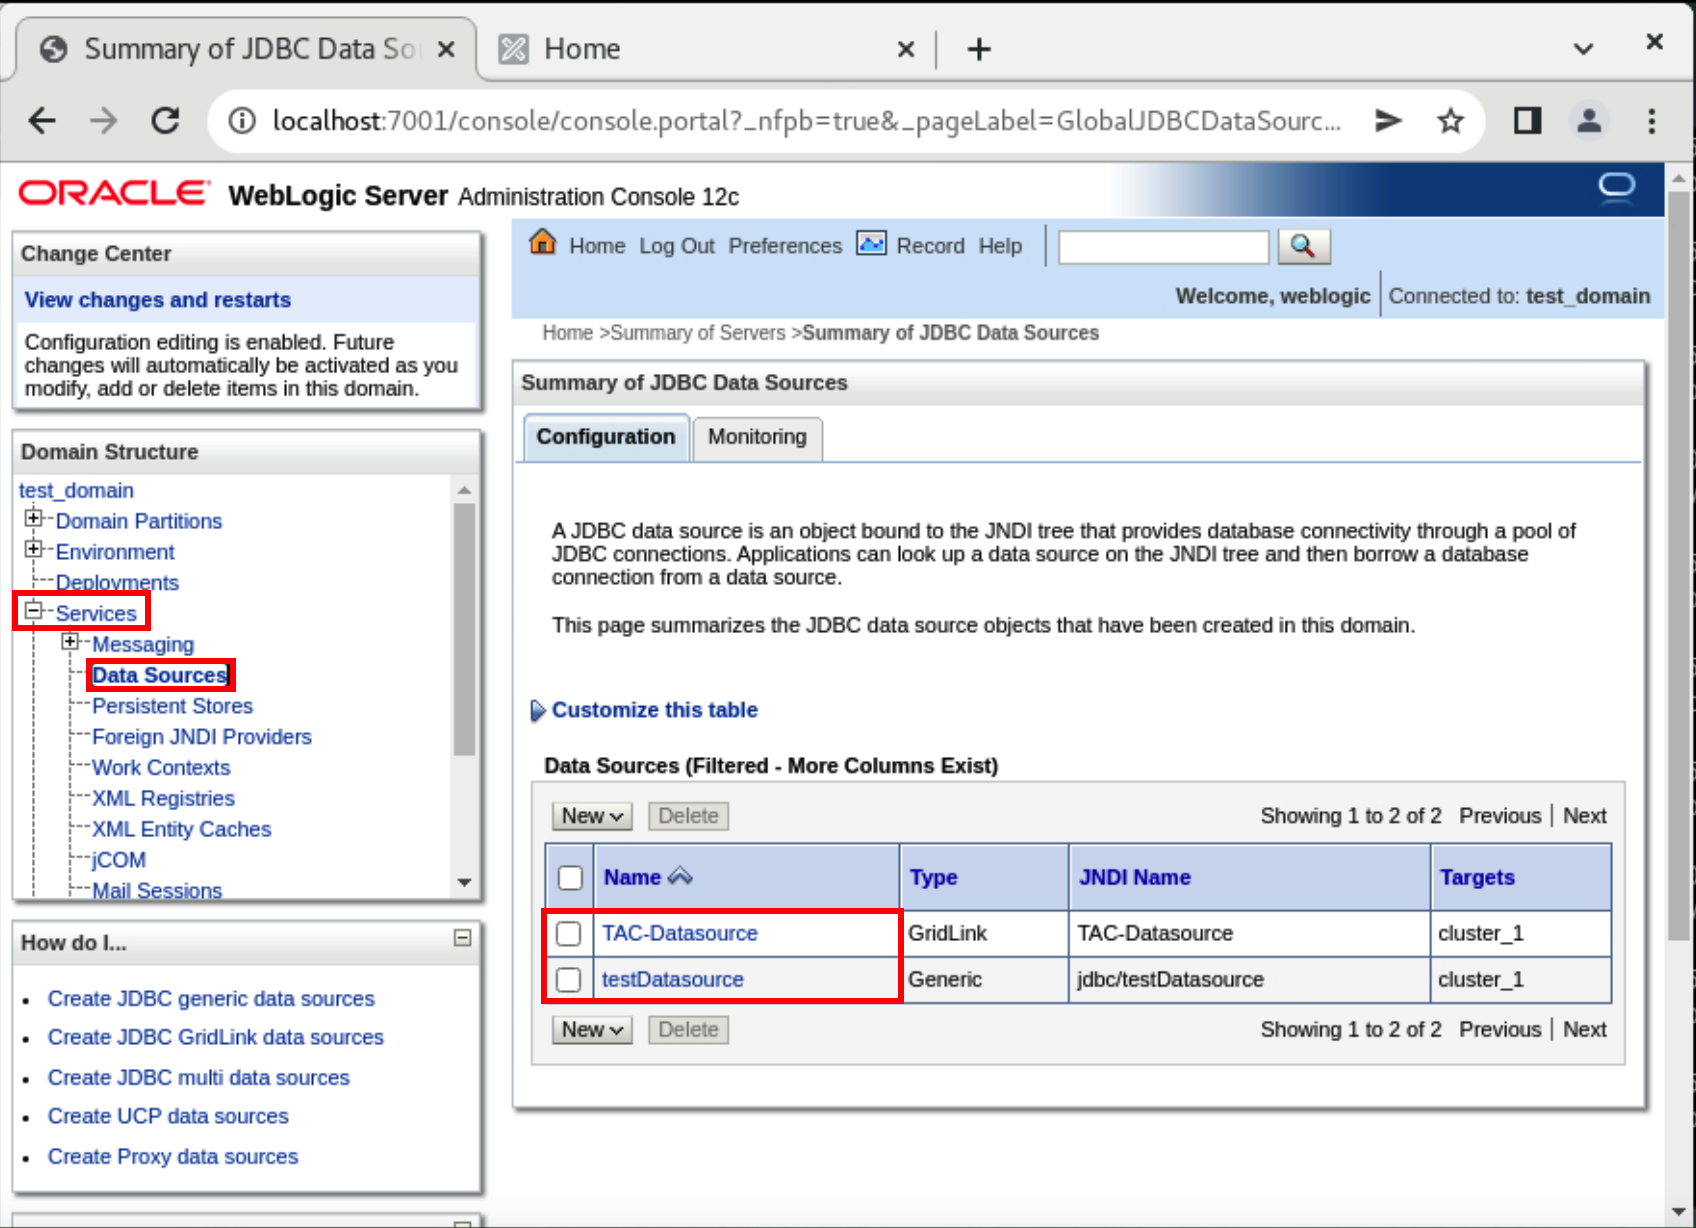 Summary of JDBC Data So
Home
localhost:7001/console/console.portal?_nfpb=true&_pageLabel=GlobalJDBCDataSourc...
ORACLE WebLogic Server Administration Console 12c
Change Center
View changes and restarts
Configuration editing is enabled. Future
changes will automatically be activated as you
modify, add or delete items in this domain.
Domain Structure
test_domain
Domain Partitions
Environment
Deployments
Services
Messaging
Data Sources
Persistent Stores
Foreign JNDI Providers
Work Contexts
XML Registries
XML Entity Caches
jCOM
Mail Sessions
How do I...
Create JDBC generic data sources
Create JDBC GridLink data sources
Create JDBC multi data sources
Create UCP data sources
Create Proxy data sources
Home Log Out Preferences Record Help
Welcome, weblogic Connected to: test_domain
Home >Summary of Servers >Summary of JDBC Data Sources
Summary of JDBC Data Sources
Configuration Monitoring
A JDBC data source is an object bound to the JNDI tree that provides database connectivity through a pool of
JDBC connections. Applications can look up a data source on the JNDI tree and then borrow a database
connection from a data source.
This page summarizes the JDBC data source objects that have been created in this domain.
Customize this table
Data Sources (Filtered - More Columns Exist)
New Delete Showing 1 to 2 of 2 Previous | Next
Name Type JNDI Name Targets
TAC-Datasource GridLink TAC-Datasource cluster_1
testDatasource Generic jdbc/testDatasource cluster_1
New Delete Showing 1 to 2 of 2 Previous | Next